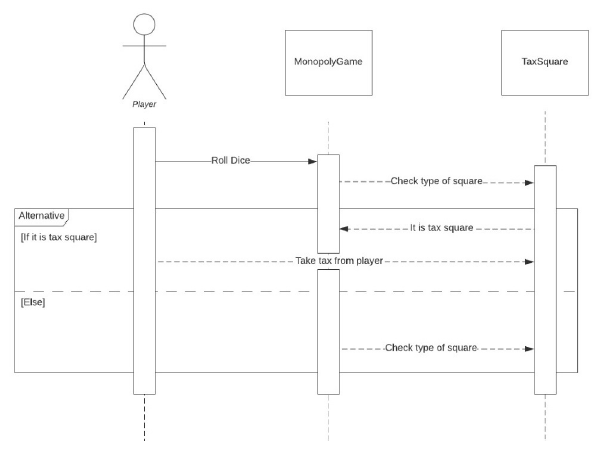 MonopolyGame
TaxSquare
Player
Roll Dice
Check type of square
Alternative
It is tax square
[If it is tax square]
Take tax from player
[Else]
Check type of square